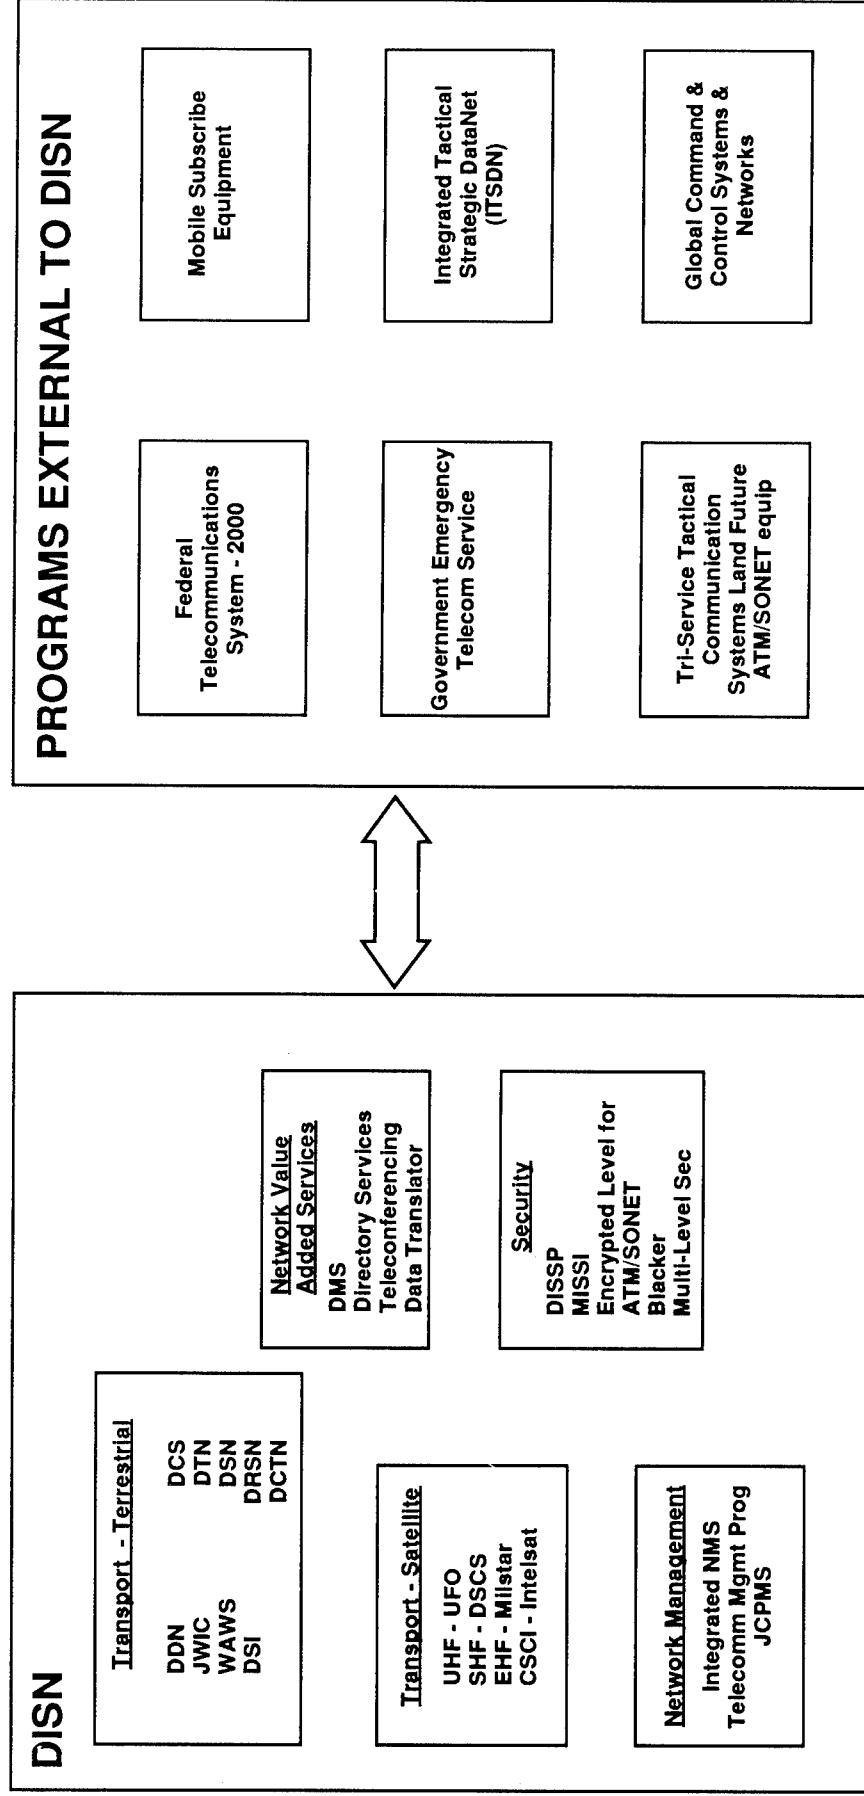 DISN
Transport - Terrestrial
DDN DCS
JWIC DTN
WAWS DSN
DSI DRSN
DCTN
Transport - Satellite
UHF - UFO
SHF - DSCS
EHF - Milstar
CSCI - Intelsat
Network Management
Integrated NMS
Telecomm Mgmt Prog
JCPMS
Network Value
Added Services
DMS
Directory Services
Teleconferencing
Data Translator
Security
DISSP
MISSI
Encrypted Level for
ATM/SONET
Blacker
Multi-Level Sec
PROGRAMS EXTERNAL TO DISN
Federal
Telecommunications
System - 2000
Mobile Subscribe
Equipment
Government Emergency
Telecom Service
Integrated Tactical
Strategic DataNet
(ITSDN)
Tri-Service Tactical
Communication
Systems Land Future
ATM/SONET equip
Global Command &
Control Systems &
Networks